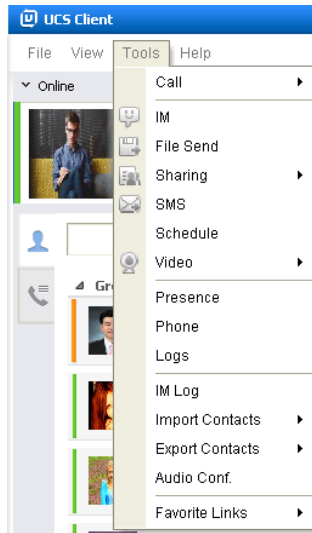 UCS Client
File View Tools Help
Online
Call
IM
File Send
Sharing
SMS
Schedule
Video
Gr
Presence
Phone
Logs
IM Log
Import Contacts
Export Contacts
Audio Conf.
Favorite Links